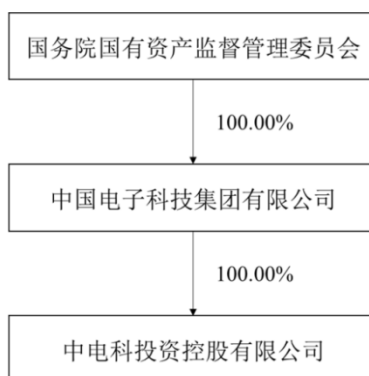 国务院国有资产监督管理委员会
100.00%
中国电子科技集团有限公司
100.00%
中电科投资控股有限公司